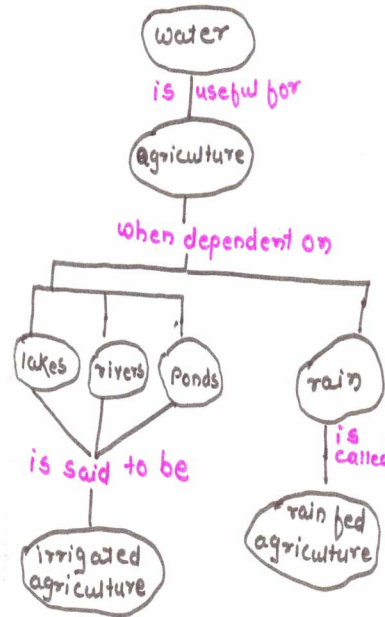 water
is useful for
agriculture
when dependent on
lakes
rivers
Ponds
rain
is said to be
is
called
irrigated
agriculture
rain fed
agriculture